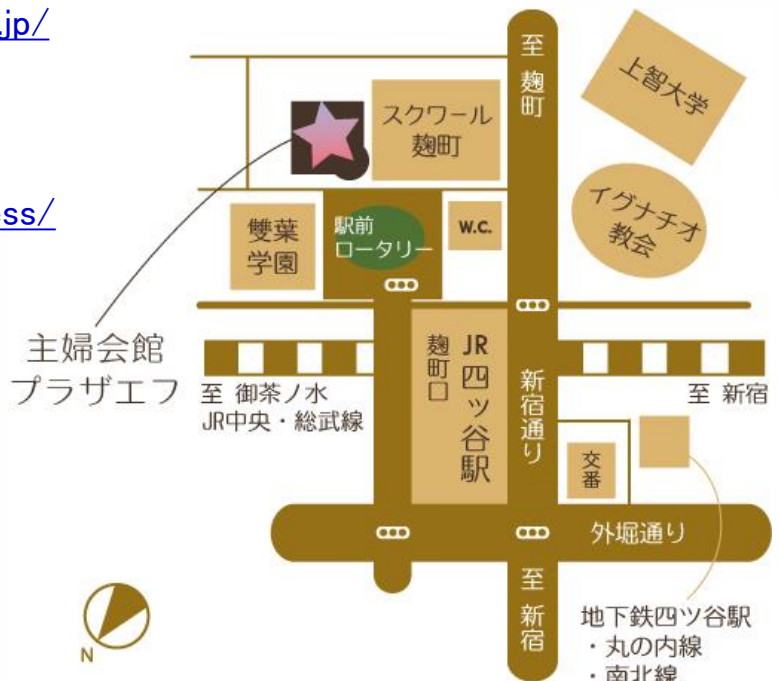 .jp/
ess/
至 麹町
上智大学
スクワール
麹町
イグナチオ
教会
雙葉
学園
駅前
ロータリー
W.C.
主婦会館
プラザエフ
至 御茶ノ水
JR中央・総武線
麹町口
JR四ッ谷駅
新宿通り
至 新宿
交番
外堀通り
至 新宿
地下鉄四ツ谷駅
・丸の内線
・南北線
N